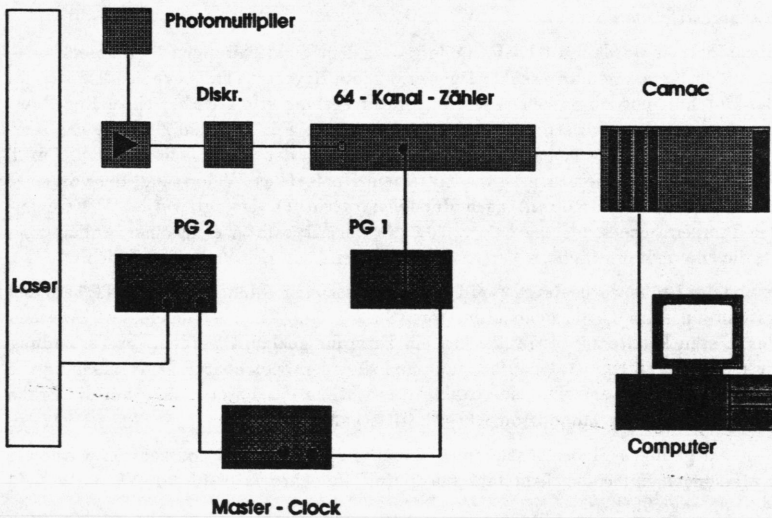 Photomultiplier
Diskr.
64 - Kanal - Zähler
Camac
PG 2
PG 1
Laser
Computer
Master - Clock